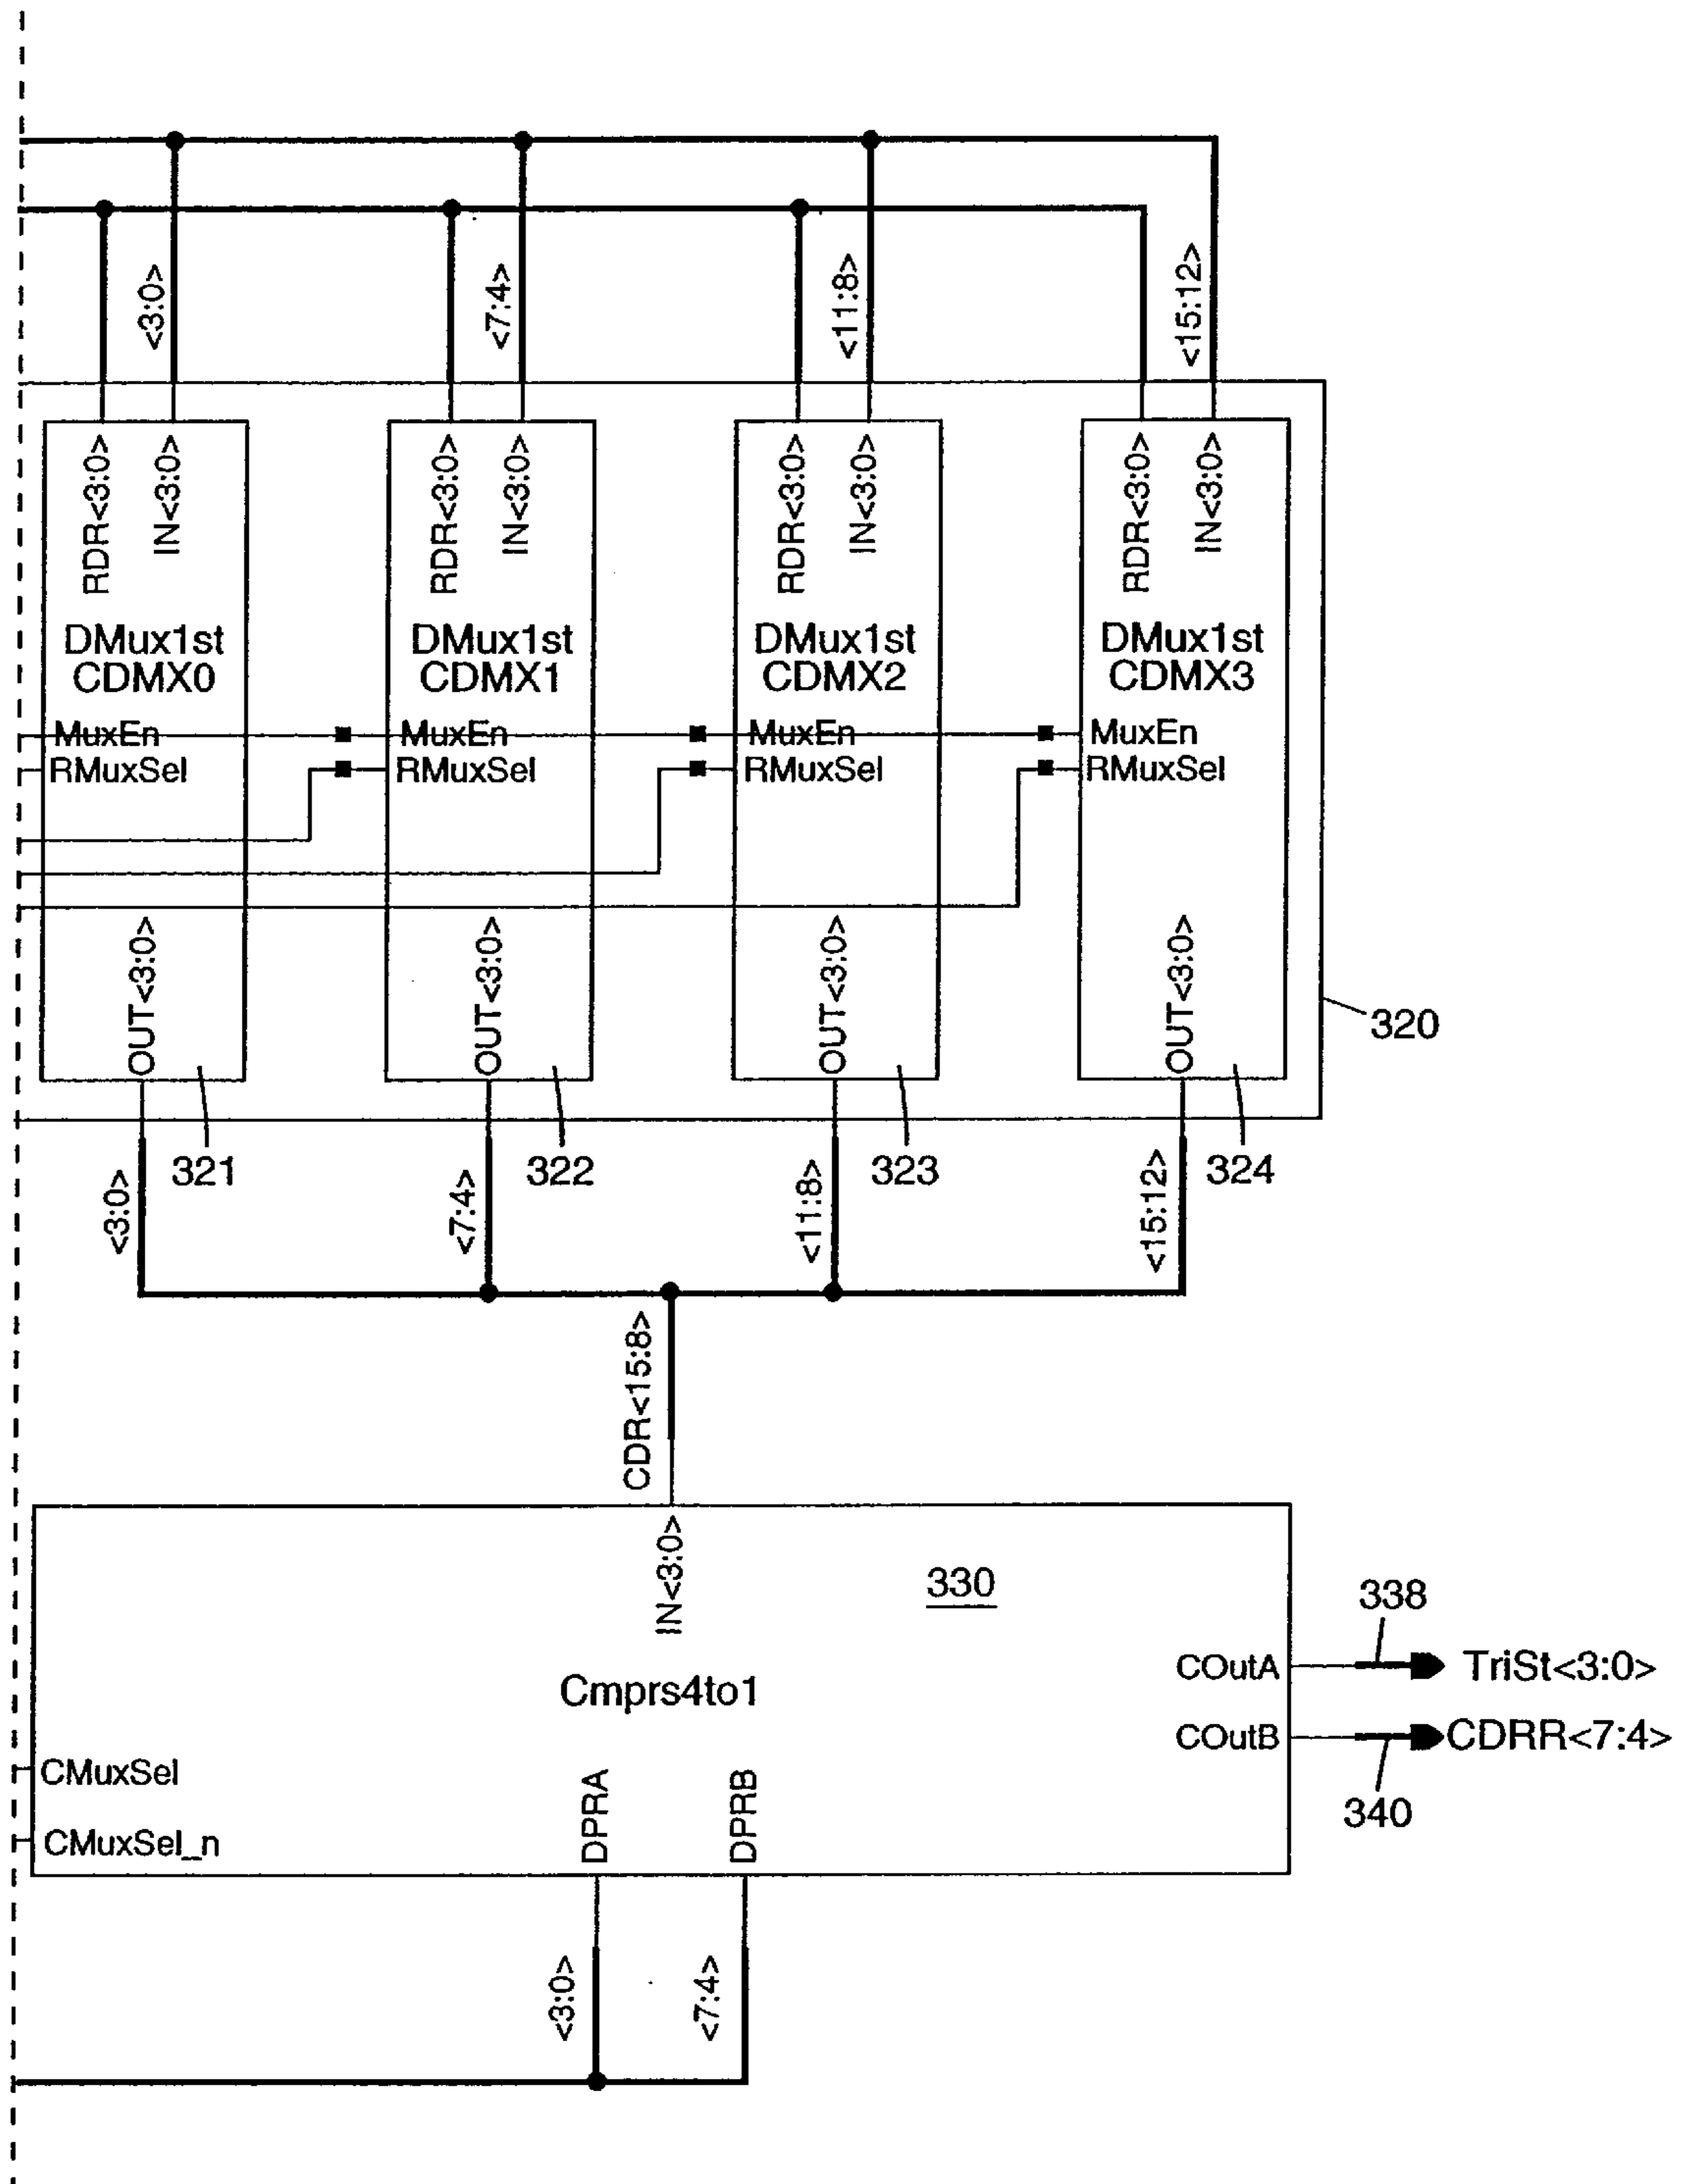 <3:0>
<7:4>
<11:8>
<15:12>
RDR<3:0>
IN<3:0>
RDR<3:0>
IN<3:0>
RDR<3:0>
IN<3:0>
RDR<3:0>
IN<3:0>
DMux1st
CDMX0
DMux1st
CDMX1
DMux1st
CDMX2
DMux1st
CDMX3
MuxEn
RMuxSel
MuxEn
RMuxSel
MuxEn
RMuxSel
MuxEn
RMuxSel
OUT<3:0>
OUT<3:0>
OUT<3:0>
OUT<3:0>
320
321
322
323
324
<3:0>
<7:4>
<11:8>
<15:12>
CDR<15:8>
IN<3:0>
330
Cmprs4to1
338
COutA
TriSt<3:0>
COutB
CDRR<7:4>
340
CMuxSel
CMuxSel_n
DPRA
DPRB
<3:0>
<7:4>